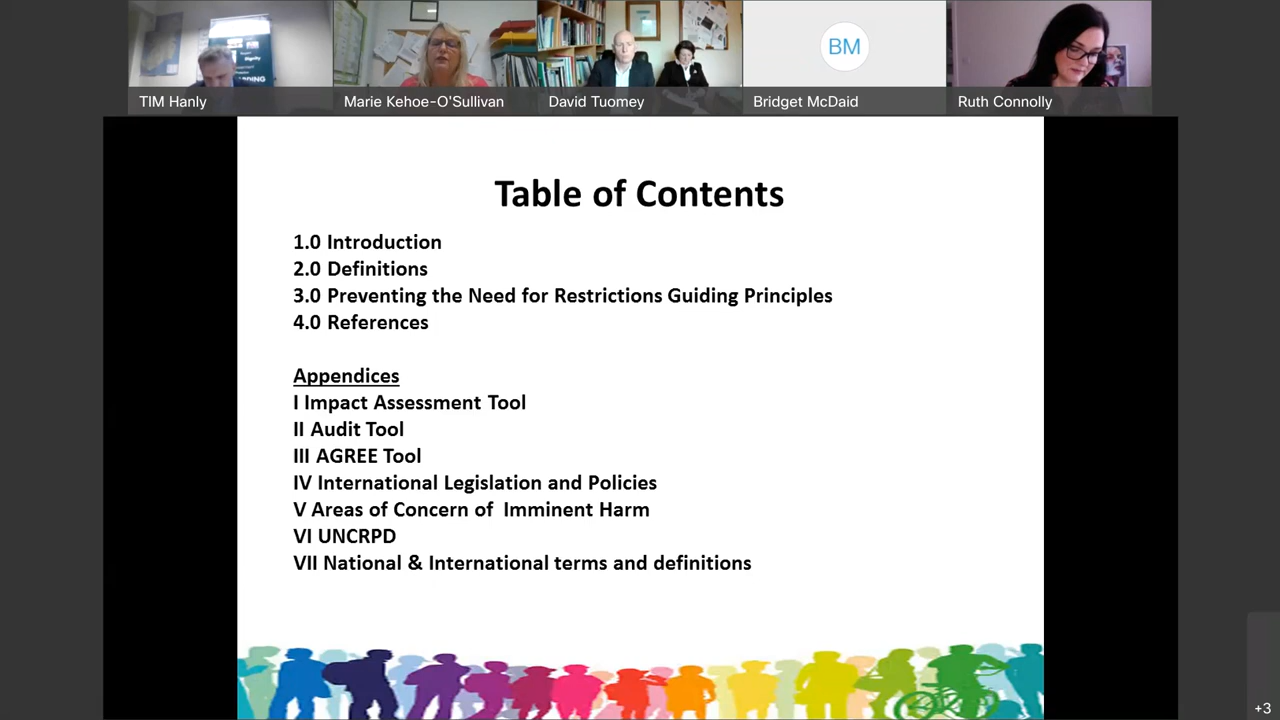 TIM Hanly
Marie Kehoe-O'Sullivan
David Tuomey
BM
Bridget McDaid
Ruth Connolly
Table of Contents
1.0 Introduction
2.0 Definitions
3.0 Preventing the Need for Restrictions Guiding Principles
4.0 References
Appendices
I Impact Assessment Tool
II Audit Tool
III AGREE Tool
IV International Legislation and Policies
V Areas of Concern of  Imminent Harm
VI UNCRPD
VII National & International terms and definitions
+3